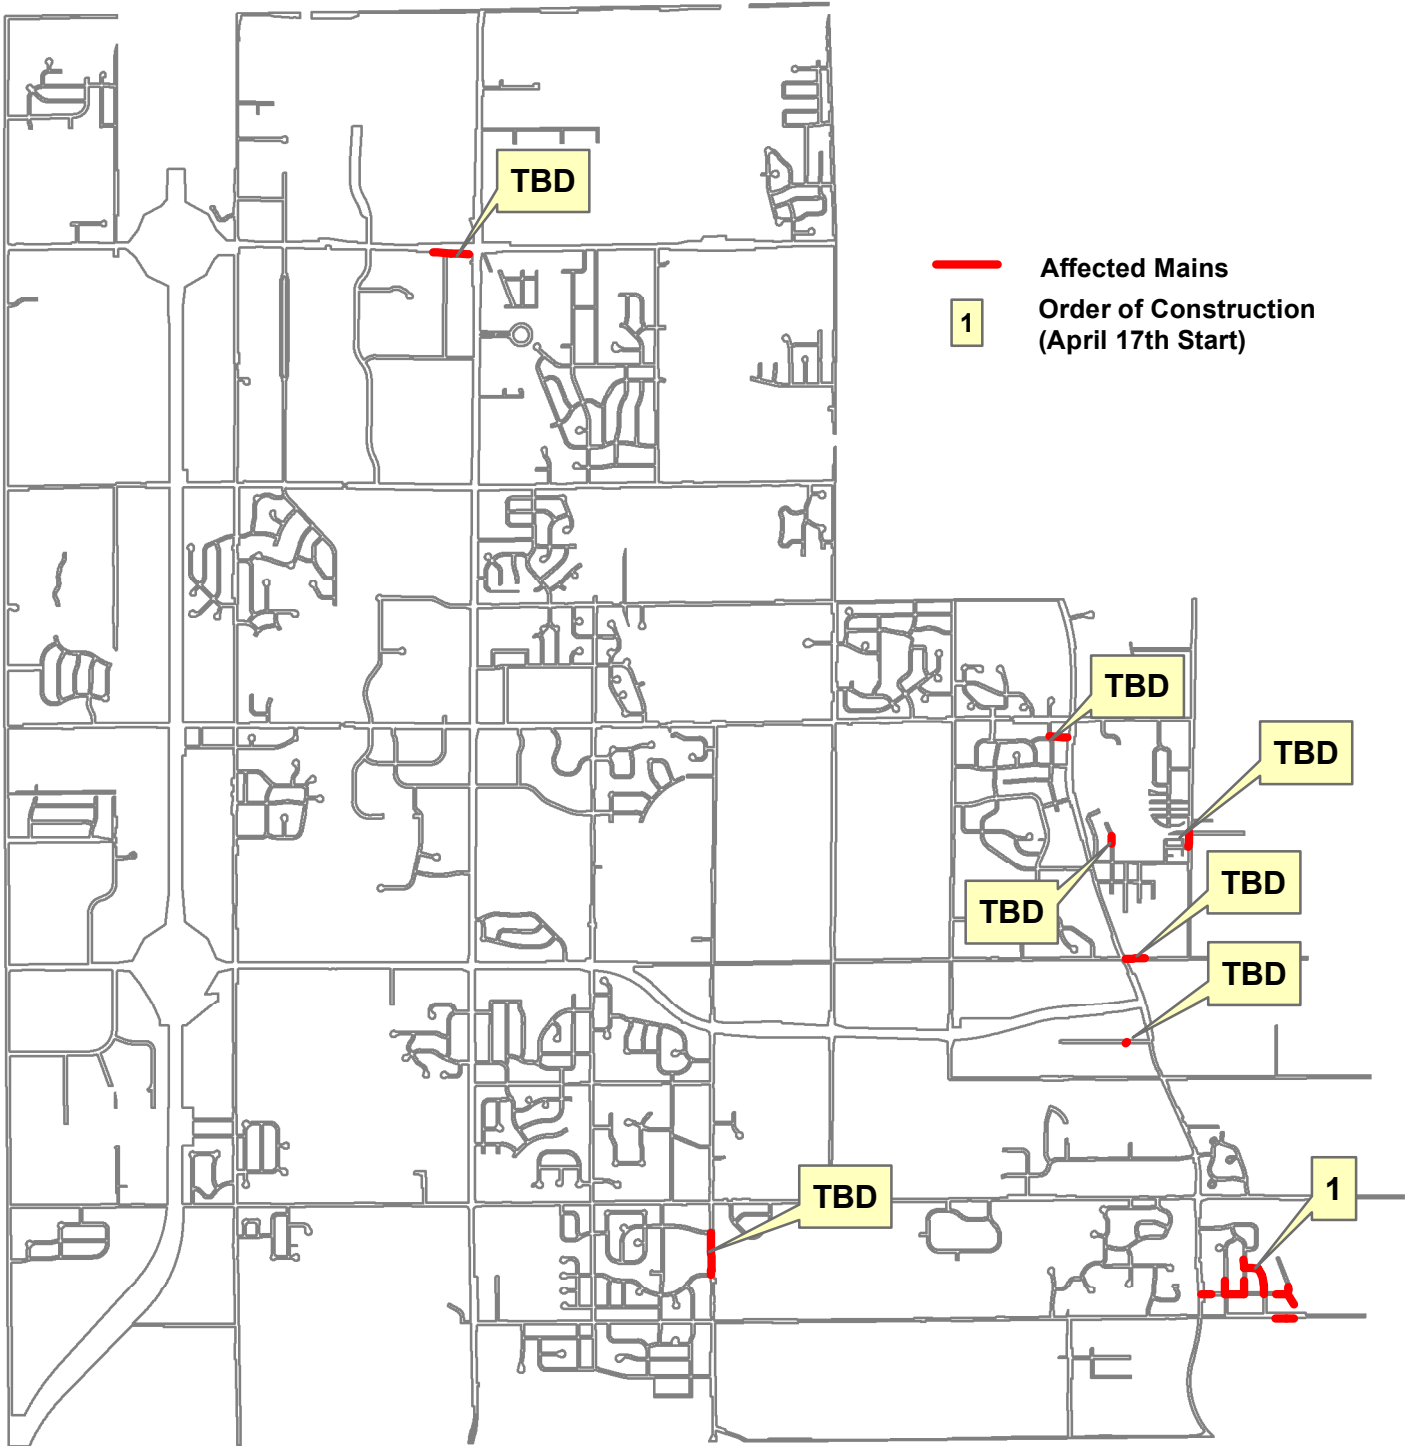 TBD
Affected Mains
1
Order of Construction
(April 17th Start)
TBD
TBD
TBD
TBD
TBD
TBD
1